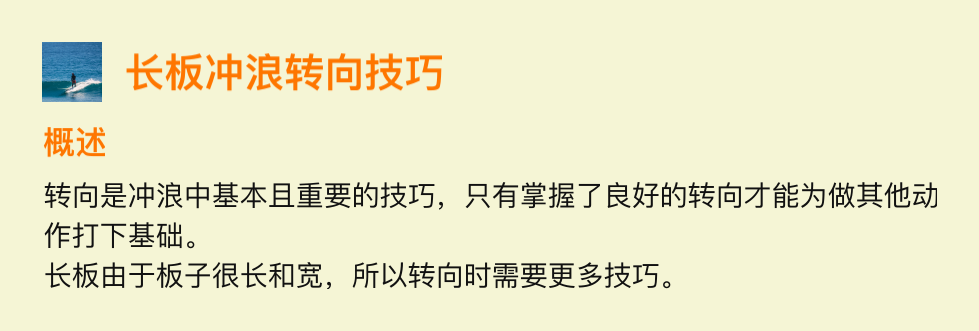 长板冲浪转向技巧
概述
转向是冲浪中基本且重要的技巧，只有掌握了良好的转向才能为做其他动
作打下基础。
长板由于板子很长和宽，所以转向时需要更多技巧。